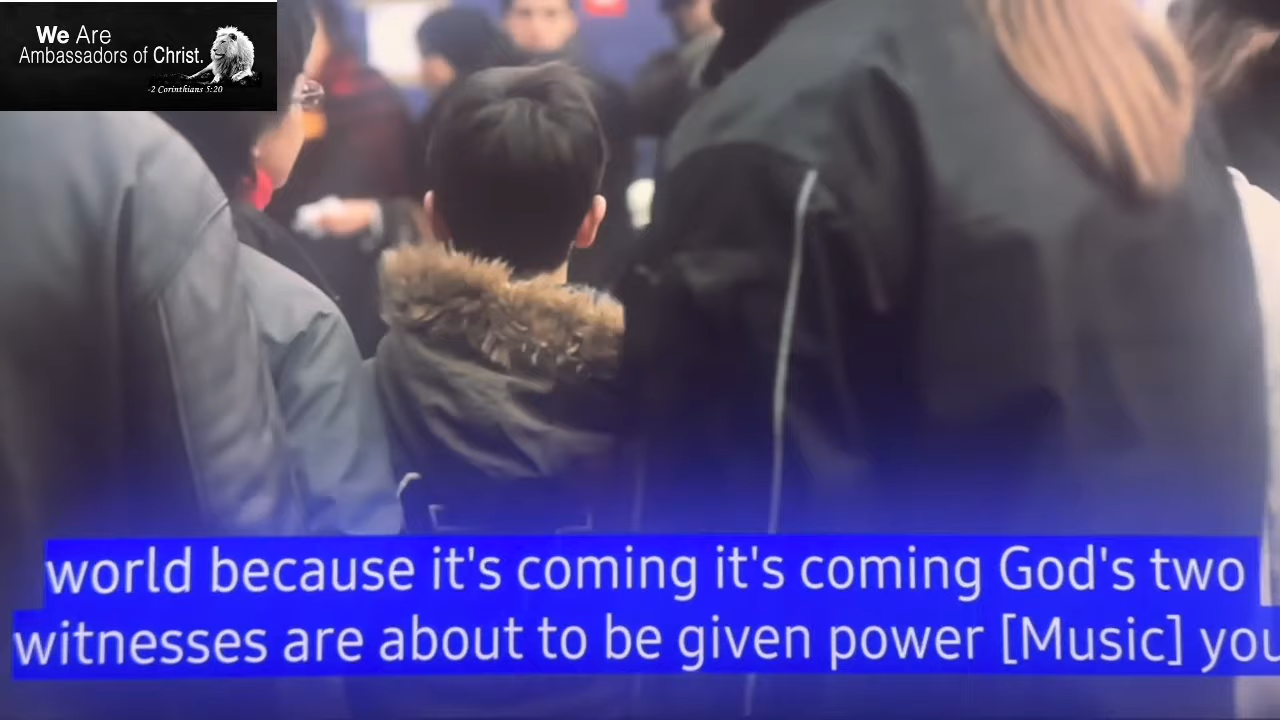 We Are
Ambassadors of Christ.
-2 Corinthians 5:20
world because it's coming it's coming God's two
witnesses are about to be given power [Music] you